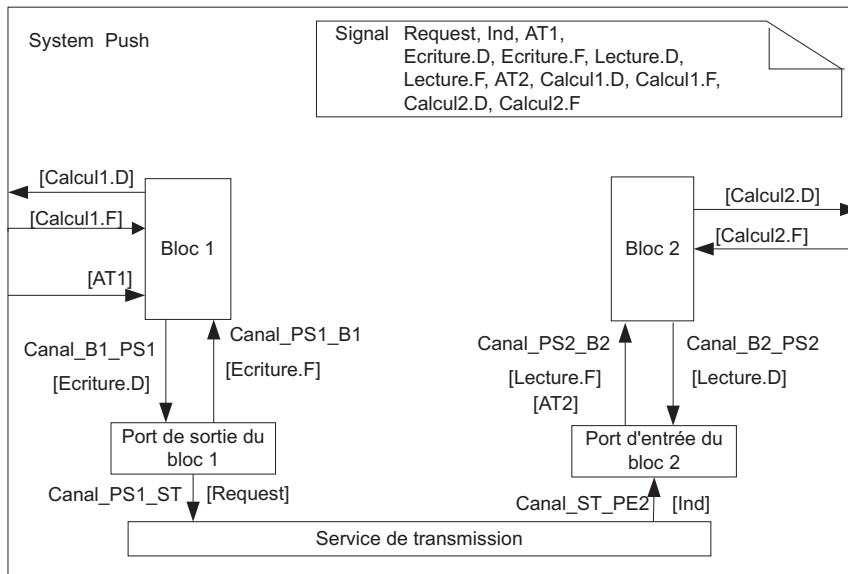 System Push
Signal Request, Ind, AT1,
Ecriture.D, Ecriture.F, Lecture.D,
Lecture.F, AT2, Calcul1.D, Calcul1.F,
Calcul2.D, Calcul2.F
[Calcul1.D]
[Calcul1.F]
[AT1]
Bloc 1
Bloc 2
[Calcul2.D]
[Calcul2.F]
Canal_B1_PS1
[Ecriture.D]
Canal_PS1_B1
[Ecriture.F]
Canal_PS2_B2
[Lecture.F]
[AT2]
Canal_B2_PS2
[Lecture.D]
Port de sortie du
bloc 1
Port d'entrée du
bloc 2
Canal_PS1_ST
[Request]
Canal_ST_PE2
[Ind]
Service de transmission